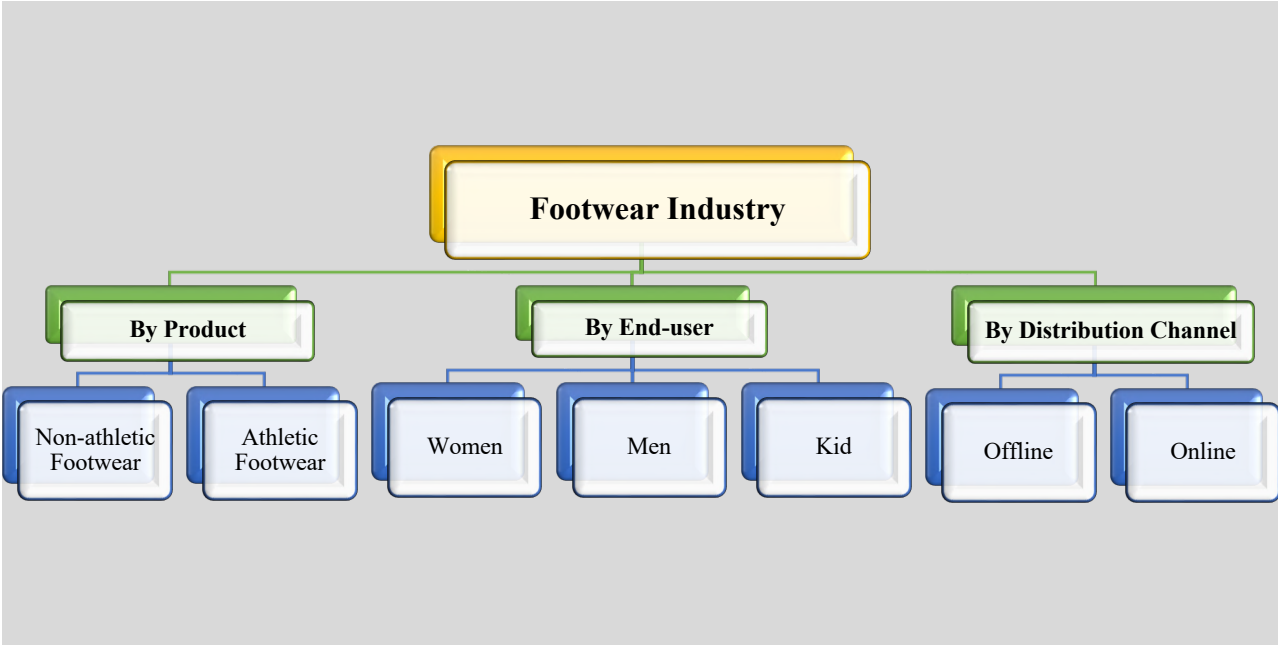 Footwear Industry
By Product
By End-user
By Distribution Channel
Non-athletic
Footwear
Athletic
Footwear
Women
Men
Kid
Offline
Online